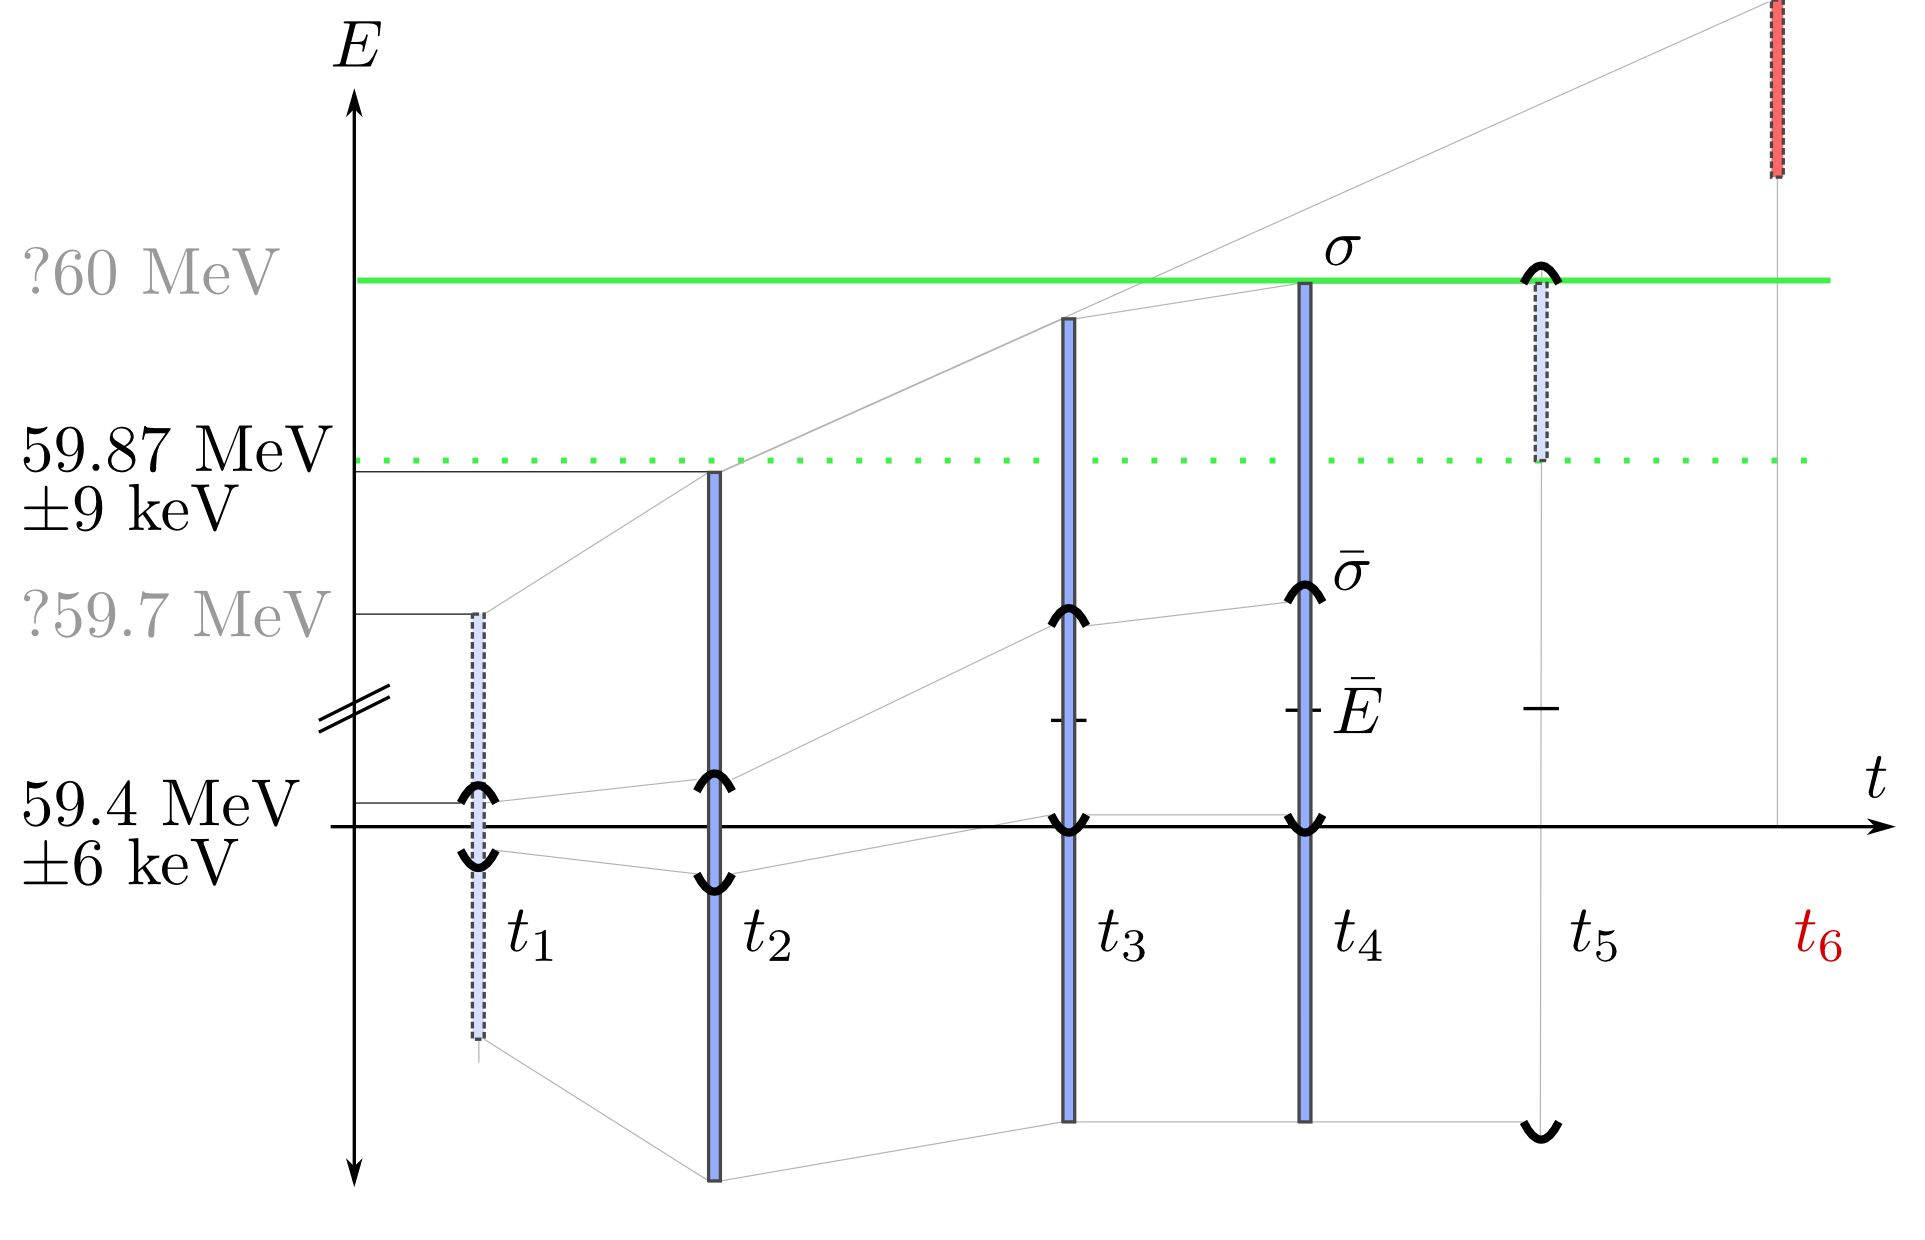 E
?60 MeV
σ
59.87 MeV
±9 keV
σ̄
?59.7 MeV
Ē
59.4 MeV
±6 keV
t
t₁
t₂
t₃
t₄
t₅
t₆